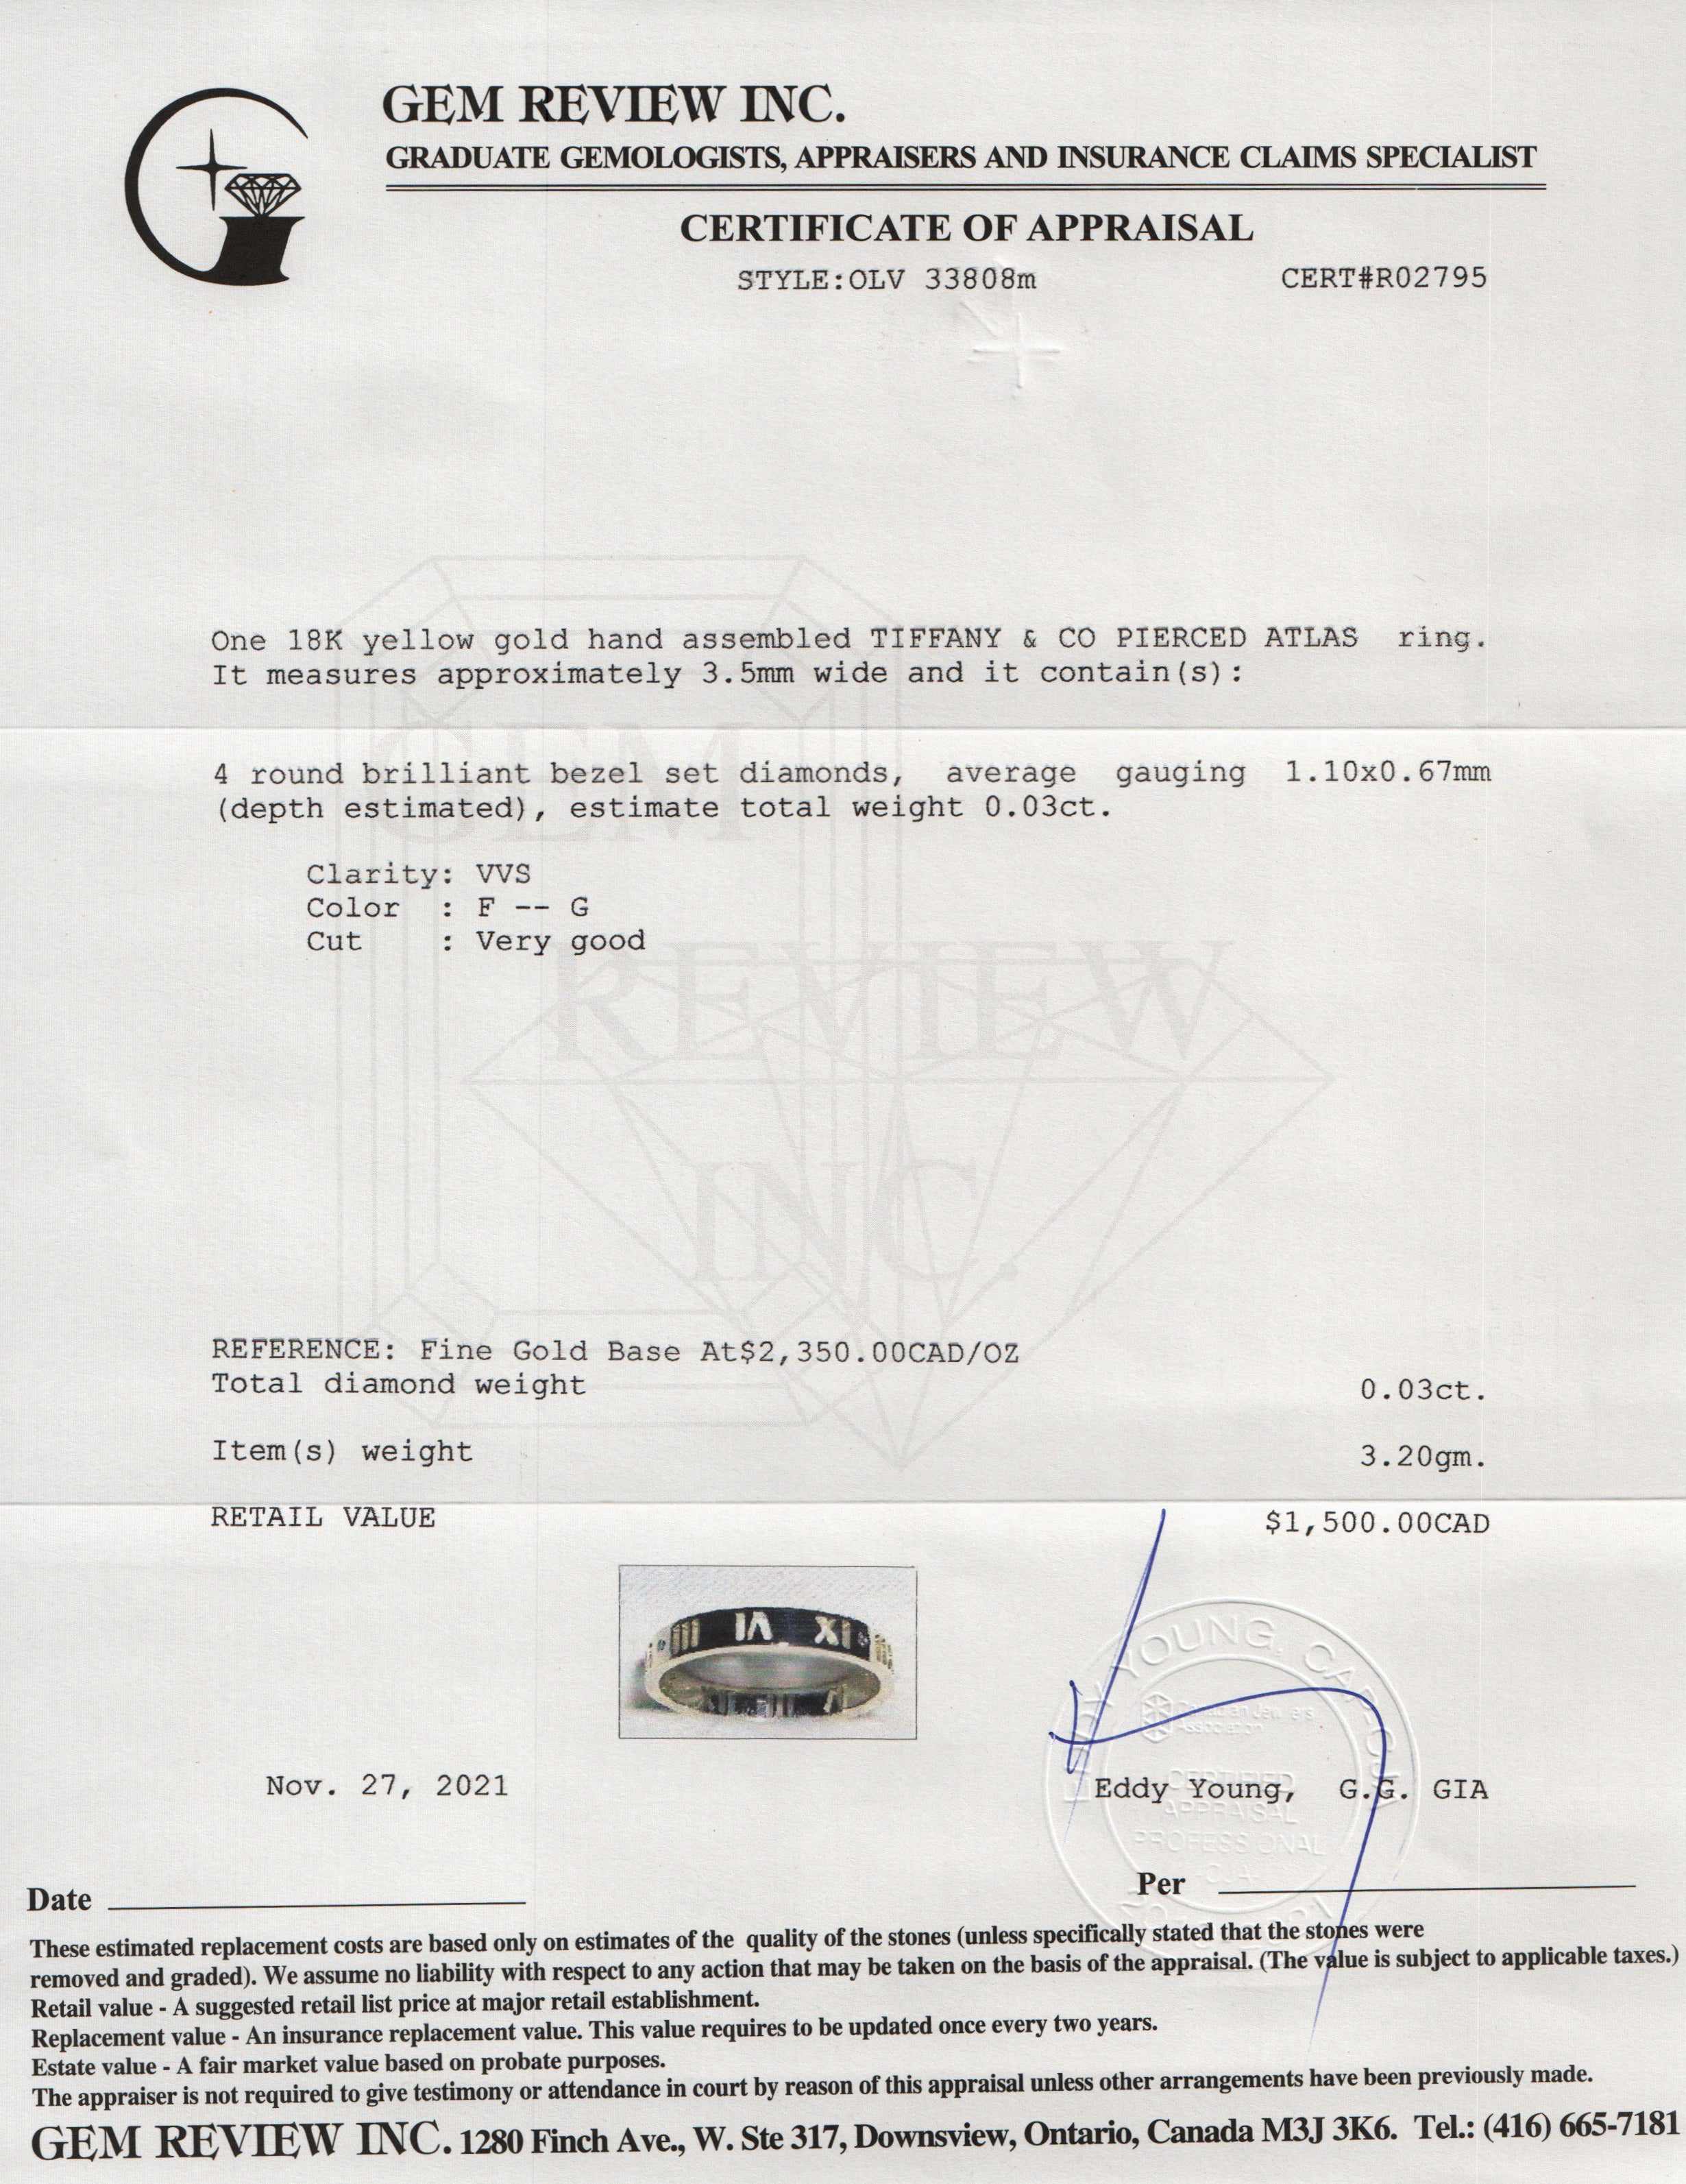 GEM REVIEW INC.
GRADUATE GEMOLOGISTS, APPRAISERS AND INSURANCE CLAIMS SPECIALIST
CERTIFICATE OF APPRAISAL
STYLE:OLV 33808m CERT#R02795
One 18K yellow gold hand assembled TIFFANY & CO PIERCED ATLAS ring.
It measures approximately 3.5mm wide and it contain(s):
GEM
4 round brilliant bezel set diamonds, average gauging 1.10x0.67mm
(depth estimated), estimate total weight 0.03ct.
Clarity: VVS
Color : F -- G
Cut : Very good
REVIEW
INC.
REFERENCE: Fine Gold Base At$2,350.00CAD/OZ
Total diamond weight 0.03ct.
Item(s) weight 3.20gm.
RETAIL VALUE $1,500.00CAD
YOUNG,
Canadian Jewellers
Association
CERTIFIED
APPRAISAL
PROFESSIONAL
Nov. 27, 2021 Eddy Young, G.G. GIA
Date Per
These estimated replacement costs are based only on estimates of the quality of the stones (unless specifically stated that the stones were
removed and graded). We assume no liability with respect to any action that may be taken on the basis of the appraisal. (The value is subject to applicable taxes.)
Retail value - A suggested retail list price at major retail establishment.
Replacement value - An insurance replacement value. This value requires to be updated once every two years.
Estate value - A fair market value based on probate purposes.
The appraiser is not required to give testimony or attendance in court by reason of this appraisal unless other arrangements have been previously made.
GEM REVIEW INC. 1280 Finch Ave., W. Ste 317, Downsview, Ontario, Canada M3J 3K6. Tel.: (416) 665-7181